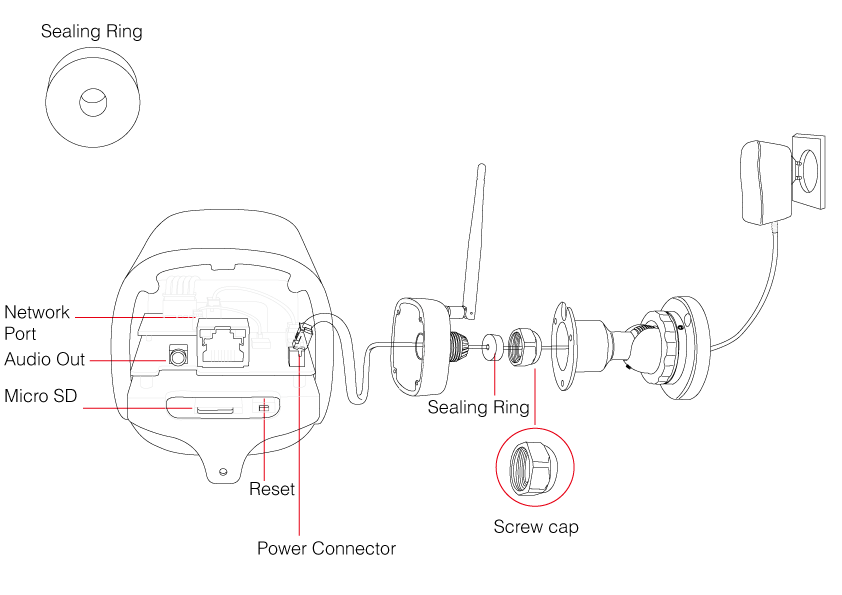 Sealing Ring
Network
Port
Audio Out
Micro SD
Sealing Ring
Reset
Screw cap
Power Connector